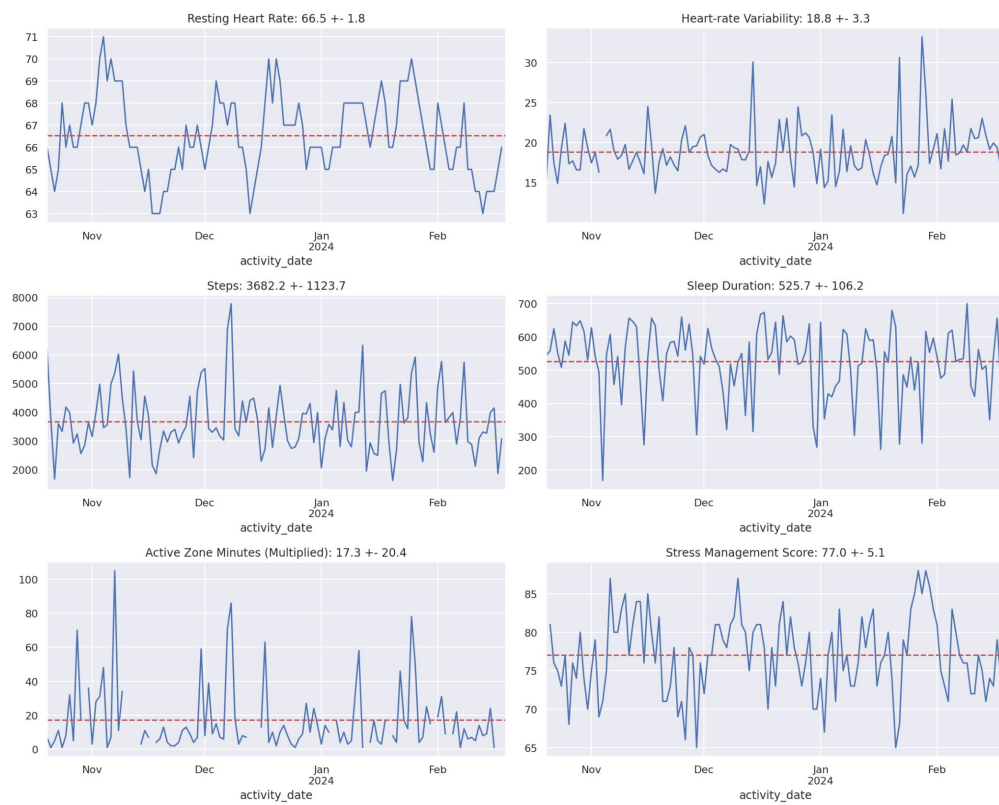 Resting Heart Rate: 66.5 +- 1.8
71
70
69
68
67
66
65
64
63
Nov
Dec
Jan
2024
Feb
activity_date
Heart-rate Variability: 18.8 +- 3.3
30
25
20
15
Nov
Dec
Jan
2024
Feb
activity_date
Steps: 3682.2 +- 1123.7
8000
7000
6000
5000
4000
3000
2000
Nov
Dec
Jan
2024
Feb
activity_date
Sleep Duration: 525.7 +- 106.2
700
600
500
400
300
200
Nov
Dec
Jan
2024
Feb
activity_date
Active Zone Minutes (Multiplied): 17.3 +- 20.4
100
80
60
40
20
0
Nov
Dec
Jan
2024
Feb
activity_date
Stress Management Score: 77.0 +- 5.1
85
80
75
70
65
Nov
Dec
Jan
2024
Feb
activity_date